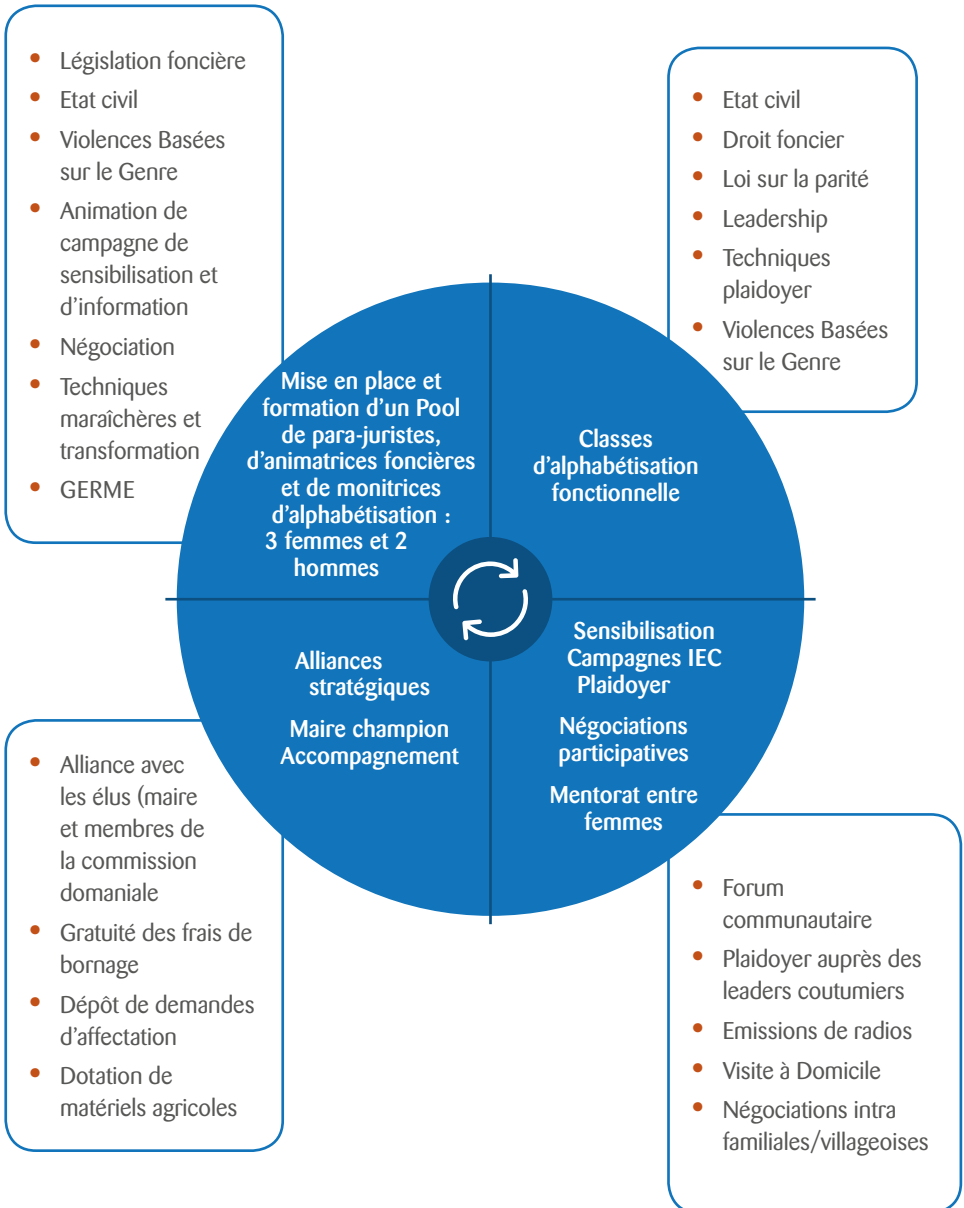 Législation foncière
Etat civil
Violences Basées
sur le Genre
Animation de
campagne de
sensibilisation et
d'information
Négociation
Techniques
maraîchères et
transformation
GERME
Etat civil
Droit foncier
Loi sur la parité
Leadership
Techniques
plaidoyer
Violences Basées
sur le Genre
Mise en place et
formation d'un Pool
de para-juristes,
d'animatrices foncières
et de monitrices
d'alphabétisation :
3 femmes et 2
hommes
Classes
d'alphabétisation
fonctionnelle
Alliances
stratégiques
Maire champion
Accompagnement
Sensibilisation
Campagnes IEC
Plaidoyer
Négociations
participatives
Mentorat entre
femmes
Alliance avec
les élus (maire
et membres de
la commission
domaniale
Gratuité des frais de
bornage
Dépôt de demandes
d'affectation
Dotation de
matériels agricoles
Forum
communautaire
Plaidoyer auprès des
leaders coutumiers
Emissions de radios
Visite à Domicile
Négociations intra
familiales/villageoises